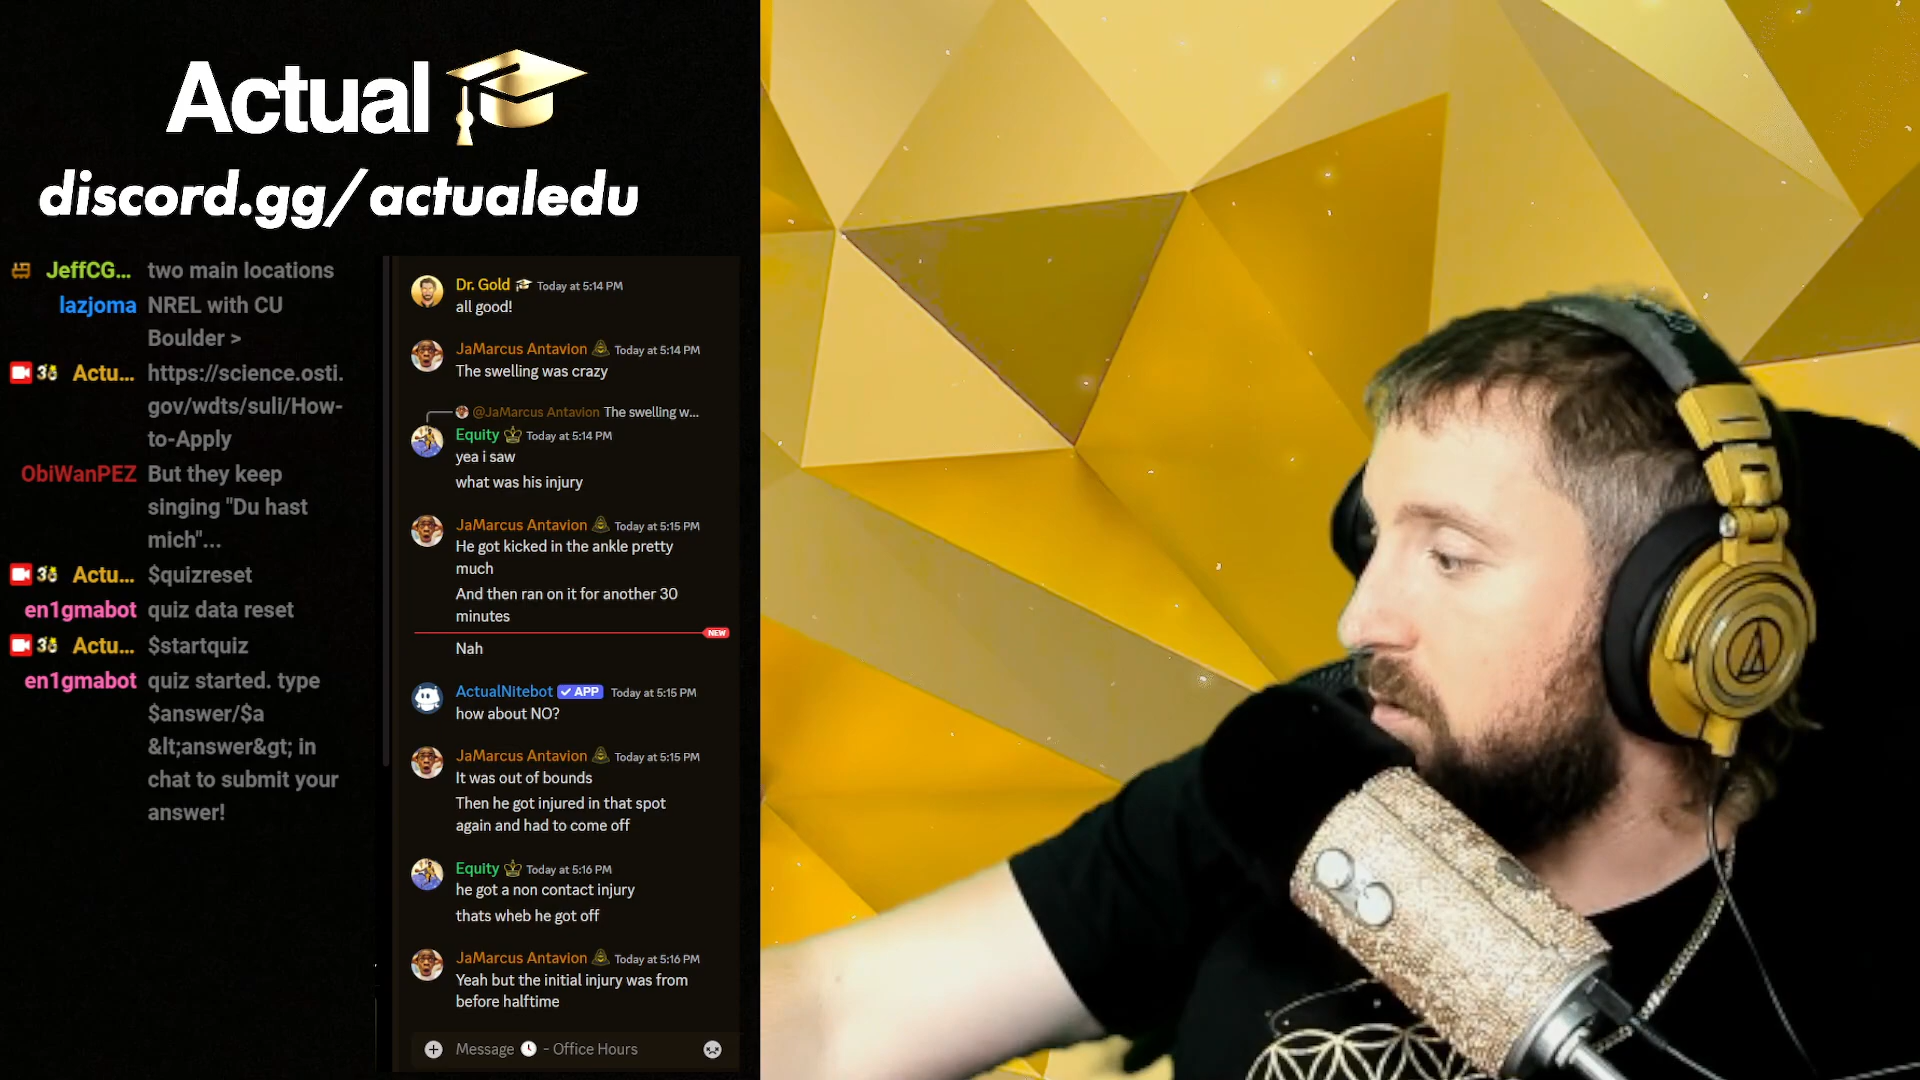 Actual
discord.gg/actualedu
JeffCG... two main locations
lazjoma NREL with CU
Boulder >
Actu... https://science.osti.
gov/wdts/suli/How-
to-Apply
ObiWanPEZ But they keep
singing "Du hast
mich"...
Actu... $quizreset
en1gmabot quiz data reset
Actu... $startquiz
en1gmabot quiz started. type
$answer/$a
&lt;answer&gt; in
chat to submit your
answer!
Dr. Gold Today at 5:14 PM
all good!
JaMarcus Antavion Today at 5:14 PM
The swelling was crazy
@JaMarcus Antavion The swelling w...
Equity Today at 5:14 PM
yea i saw
what was his injury
JaMarcus Antavion Today at 5:15 PM
He got kicked in the ankle pretty
much
And then ran on it for another 30
minutes
NEW
Nah
ActualNitebot APP Today at 5:15 PM
how about NO?
JaMarcus Antavion Today at 5:15 PM
It was out of bounds
Then he got injured in that spot
again and had to come off
Equity Today at 5:16 PM
he got a non contact injury
thats wheb he got off
JaMarcus Antavion Today at 5:16 PM
Yeah but the initial injury was from
before halftime
Message - Office Hours